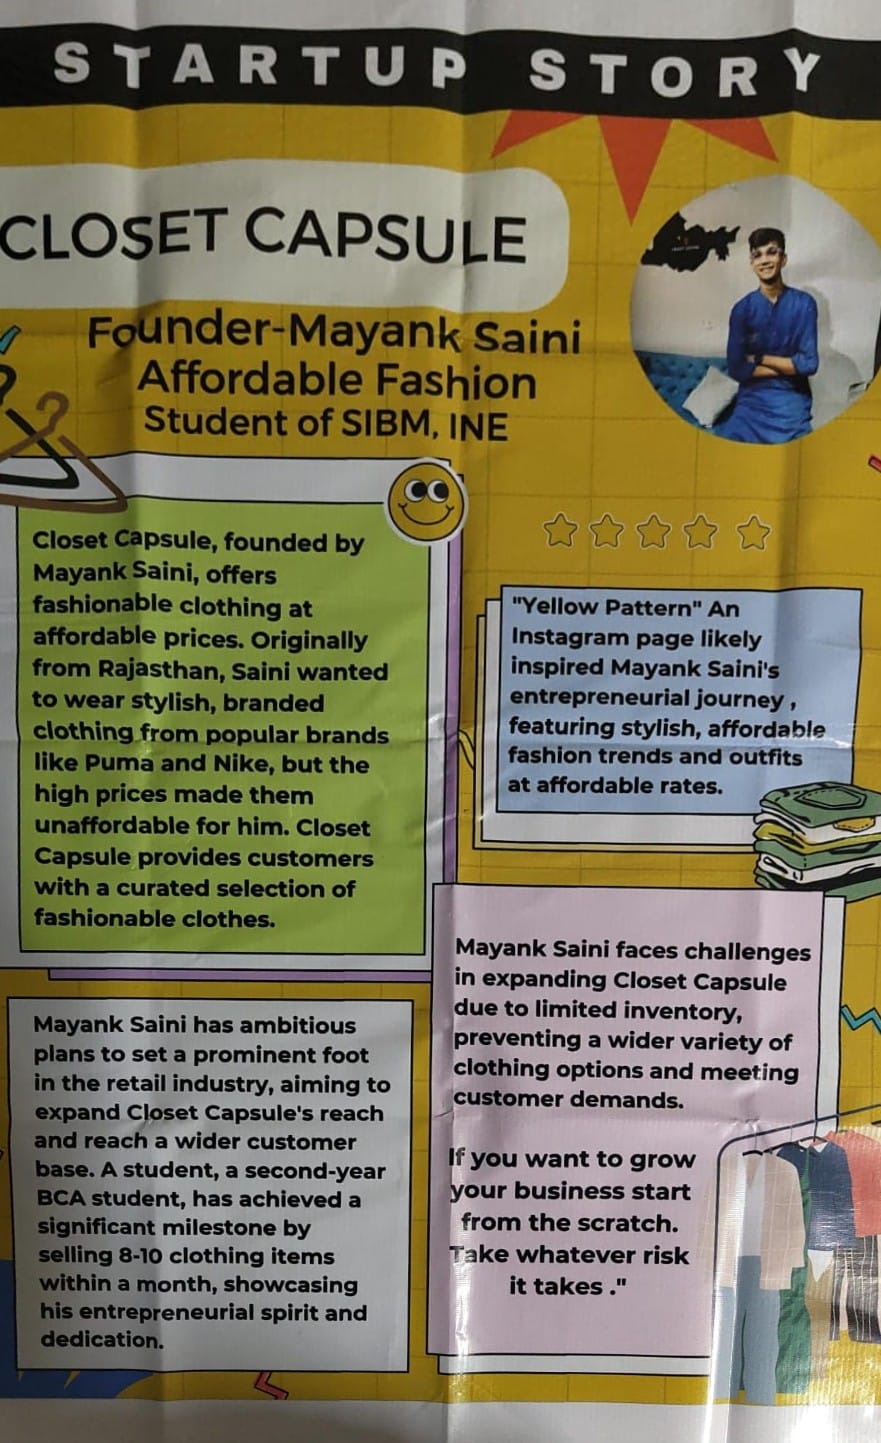 STARTUP STORY
CLOSET CAPSULE
Founder-Mayank Saini
Affordable Fashion
Student of SIBM, INE
Closet Capsule, founded by
Mayank Saini, offers
fashionable clothing at
affordable prices. Originally
from Rajasthan, Saini wanted
to wear stylish, branded
clothing from popular brands
like Puma and Nike, but the
high prices made them
unaffordable for him. Closet
Capsule provides customers
with a curated selection of
fashionable clothes.
"Yellow Pattern" An
Instagram page likely
inspired Mayank Saini's
entrepreneurial journey ,
featuring stylish, affordable
fashion trends and outfits
at affordable rates.
Mayank Saini has ambitious
plans to set a prominent foot
in the retail industry, aiming to
expand Closet Capsule's reach
and reach a wider customer
base. A student, a second-year
BCA student, has achieved a
significant milestone by
selling 8-10 clothing items
within a month, showcasing
his entrepreneurial spirit and
dedication.
Mayank Saini faces challenges
in expanding Closet Capsule
due to limited inventory,
preventing a wider variety of
clothing options and meeting
customer demands.
If you want to grow
your business start
from the scratch.
Take whatever risk
it takes ."